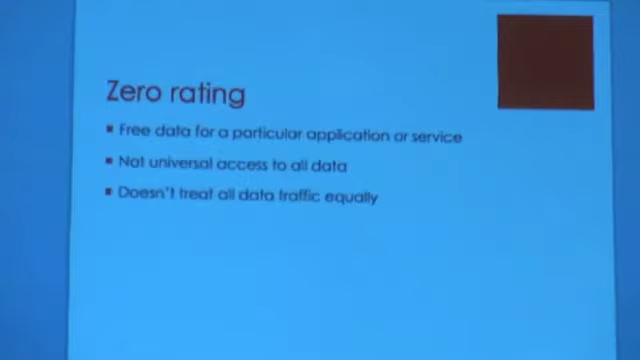 Zero rating
Free data for a particular application or service
Not universal access to all data
Doesn't treat all data traffic equally